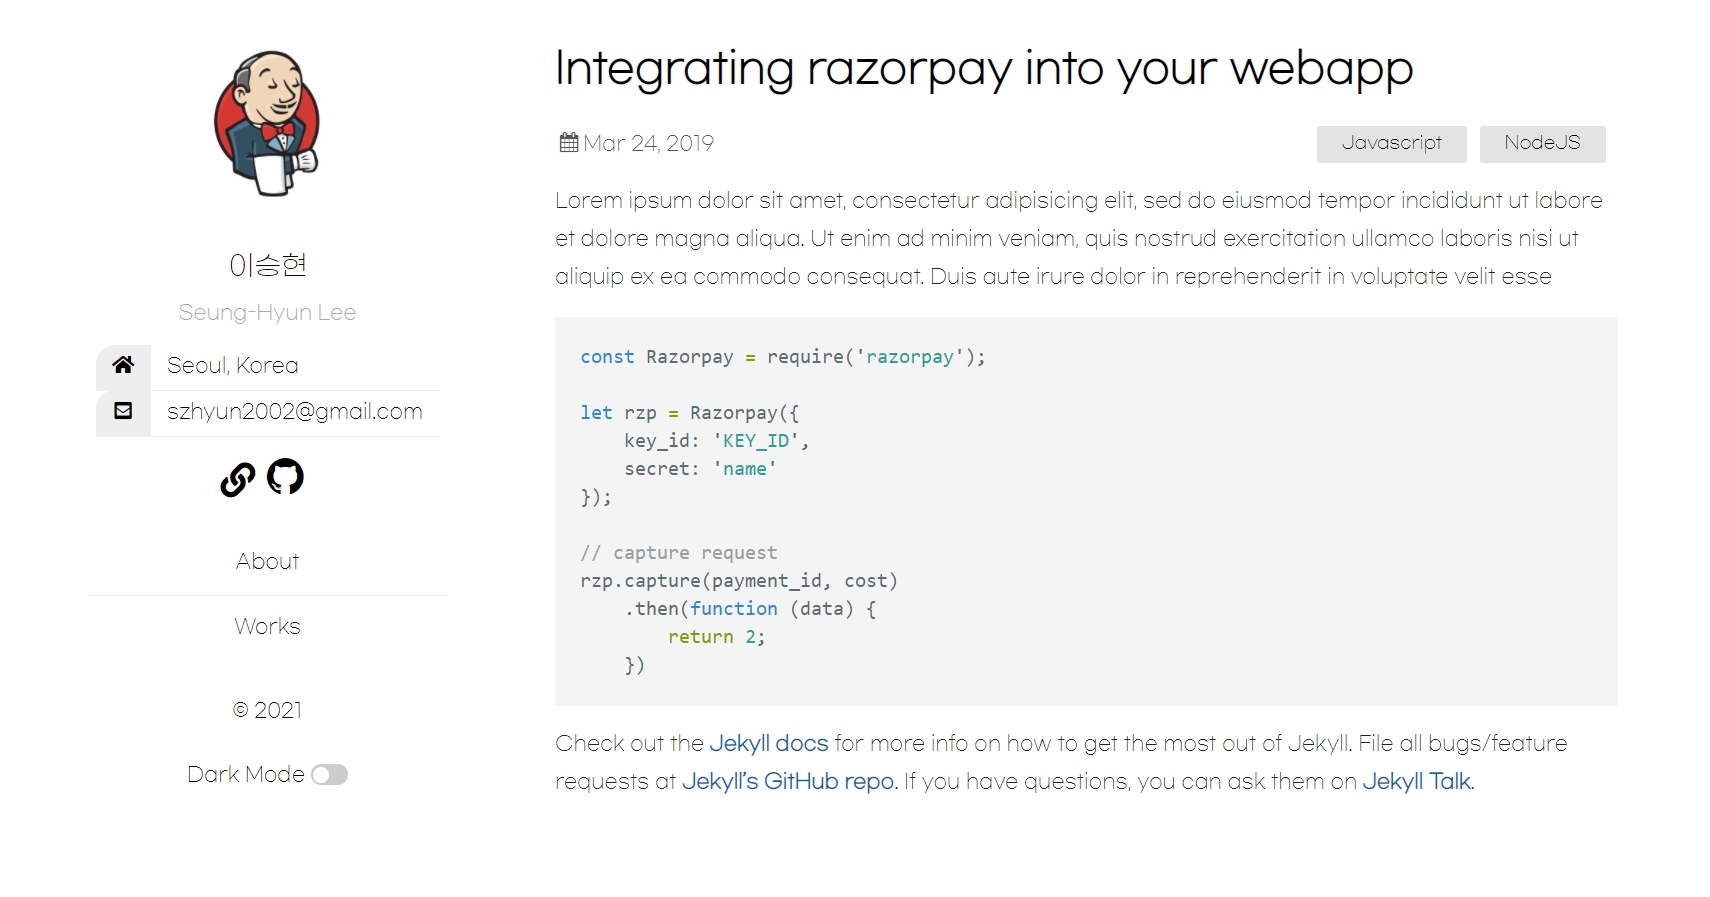 이승현
Seung-Hyun Lee
Seoul, Korea
szhyun2002@gmail.com
About
Works
© 2021
Dark Mode
Integrating razorpay into your webapp
Mar 24, 2019
Javascript
NodeJS
Lorem ipsum dolor sit amet, consectetur adipisicing elit, sed do eiusmod tempor incididunt ut labore
et dolore magna aliqua. Ut enim ad minim veniam, quis nostrud exercitation ullamco laboris nisi ut
aliquip ex ea commodo consequat. Duis aute irure dolor in reprehenderit in voluptate velit esse
const Razorpay = require('razorpay');
let rzp = Razorpay({
    key_id: 'KEY_ID',
    secret: 'name'
});
// capture request
rzp.capture(payment_id, cost)
    .then(function (data) {
        return 2;
    })
Check out the Jekyll docs for more info on how to get the most out of Jekyll. File all bugs/feature
requests at Jekyll’s GitHub repo. If you have questions, you can ask them on Jekyll Talk.